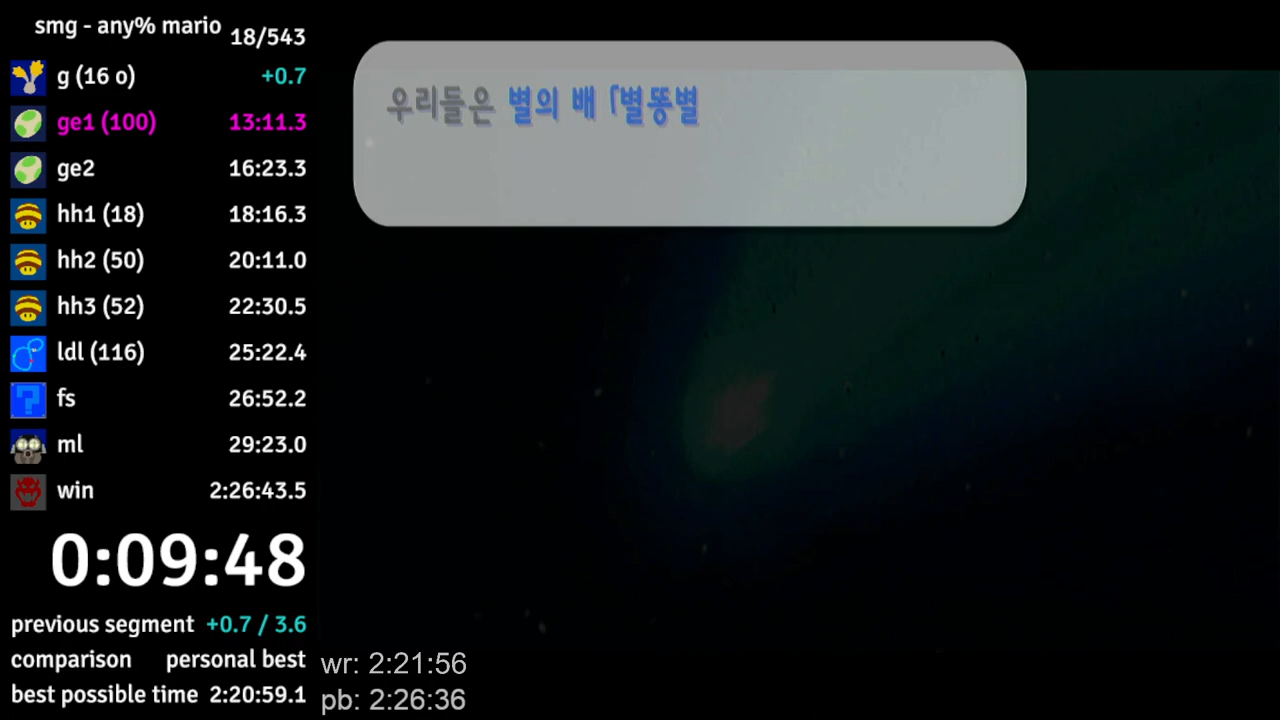 smg - any% mario
18/543
g (16 o) +0.7
ge1 (100) 13:11.3
ge2 16:23.3
hh1 (18) 18:16.3
hh2 (50) 20:11.0
hh3 (52) 22:30.5
ldl (116) 25:22.4
fs 26:52.2
ml 29:23.0
win 2:26:43.5
0:09:48
previous segment +0.7 / 3.6
comparison personal best
best possible time 2:20:59.1
우리들은 별의 배 「별똥별
wr: 2:21:56
pb: 2:26:36